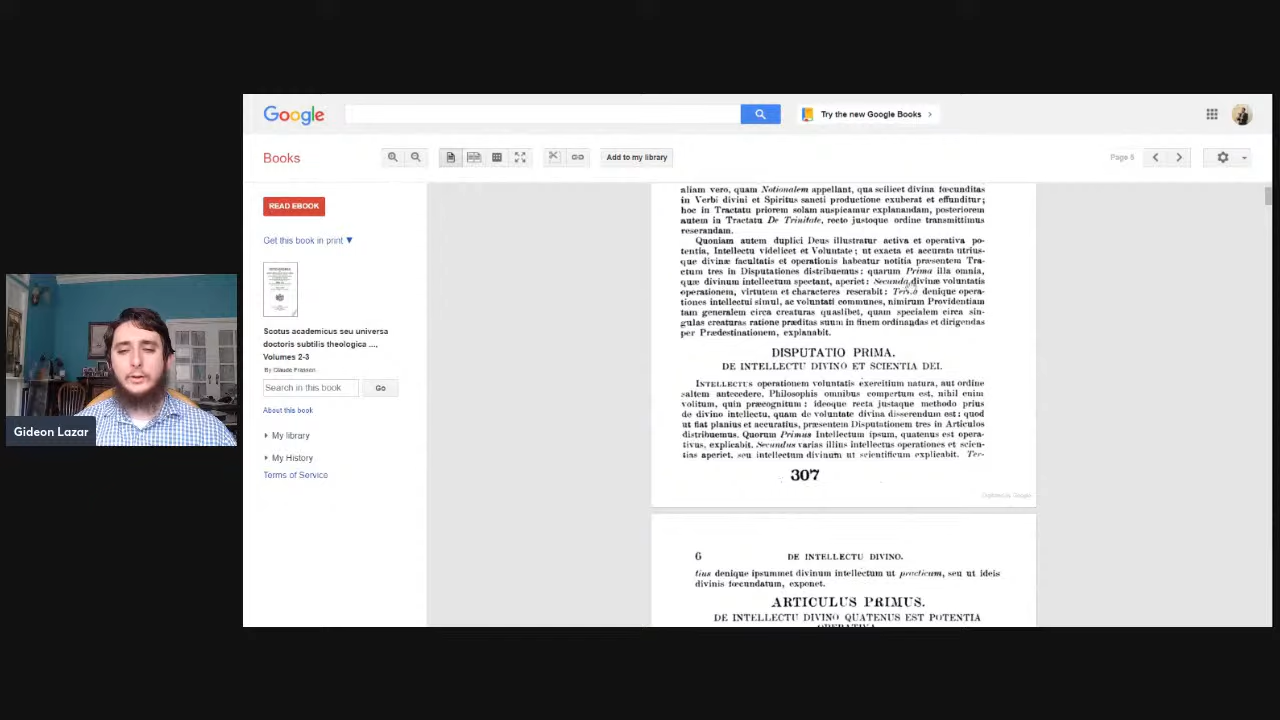 Google
Try the new Google Books
Books
Add to my library
Page 5
READ EBOOK
Get this book in print ▼
Scotus academicus seu universa
doctoris subtilis theologica ...,
Volumes 2-3
By Claude Frassen
Search in this book
Go
About this book
My library
My History
Terms of Service
Gideon Lazar
aliam vero, quam Notionalem appellant, qua scilicet divina fœcunditas
in Verbi divini et Spiritus sancti productione exuberat et effunditur;
hoc in Tractatu priorem solam auspicamur explanandam, posteriorem
autem in Tractatu De Trinitate, recto justoque ordine transmittimus
reserandam.
Quoniam autem duplici Deus illustratur activa et operativa po-
tentia, Intellectu videlicet et Voluntate; ut exacta et accurata utrius-
que divinæ facultatis et operationis habeatur notitia præsentem Tra-
ctum tres in Disputationes distribuemus: quarum Prima illa omnia,
quæ divinum intellectum spectant, aperiet: Secunda divinæ voluntatis
operationem, virtutem et characteres reserabit: denique opera-
tiones intellectui simul, ac voluntati communes, nimirum Providentiam
tam generalem circa creaturas quaslibet, quam specialem circa sin-
gulas creaturas ratione præditas suum in finem ordinandas et dirigendas
per Prædestinationem, explanabit.
DISPUTATIO PRIMA.
DE INTELLECTU DIVINO ET SCIENTIA DEI.
INTELLECTUS operationem voluntatis exercitium natura, aut ordine
saltem antecedere, Philosophis omnibus compertum est, nihil enim
volitum, quin præcognitum: ideoque recta justaque methodo prius
de divino intellectu, quam de voluntate divina disserendum est: quod
ut fiat planius et accuratius, præsentem Disputationem tres in Articulos
distribuemus. Quorum Primus Intellectum ipsum, quatenus est opera-
tivus, explicabit. Secundus varias illius intellectus operationes et scien-
tias aperiet, seu intellectum divinum ut scientificum explicabit. Ter-
307
Digitized by Google
6 DE INTELLECTU DIVINO.
tius denique ipsummet divinum intellectum ut practicum, seu ut ideis
divinis fœcundatum, exponet.
ARTICULUS PRIMUS.
DE INTELLECTU DIVINO QUATENUS EST POTENTIA
OPERATIVA